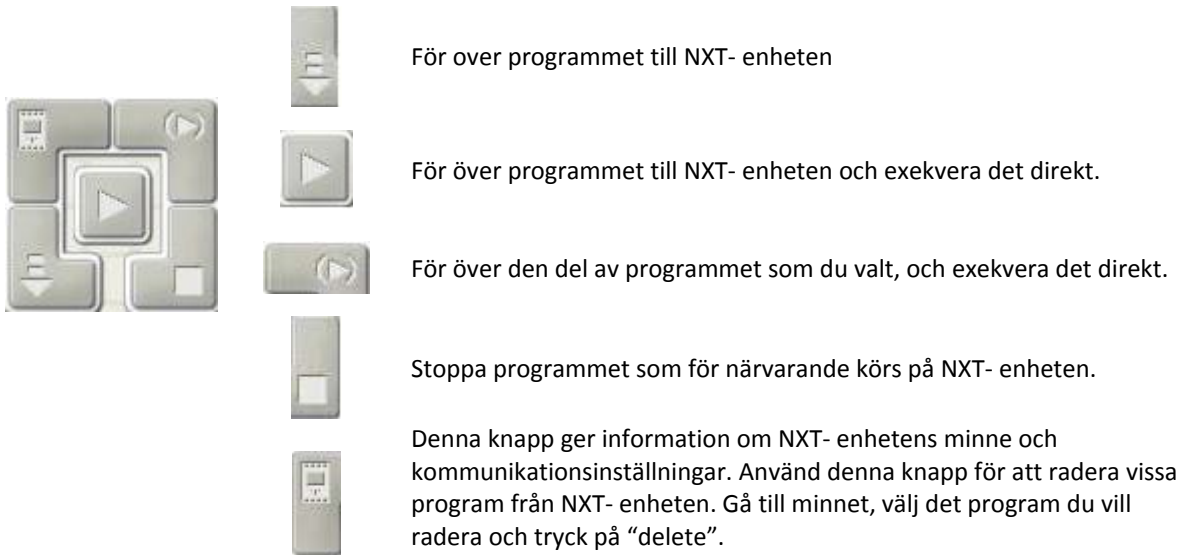 För over programmet till NXT- enheten
För över programmet till NXT- enheten och exekvera det direkt.
För över den del av programmet som du valt, och exekvera det direkt.
Stoppa programmet som för närvarande körs på NXT- enheten.
Denna knapp ger information om NXT- enhetens minne och
kommunikationsinställningar. Använd denna knapp för att radera vissa
program från NXT- enheten. Gå till minnet, välj det program du vill
radera och tryck på “delete”.